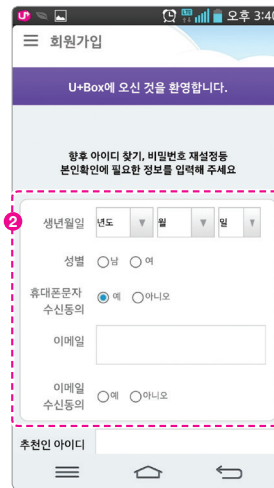 오후 3:40
회원가입
U+Box에 오신 것을 환영합니다.
향후 아이디 찾기, 비밀번호 재설정등
본인확인에 필요한 정보를 입력해 주세요
2
생년월일 년도 월 일
성별 남 여
휴대폰문자
수신동의
예 아니오
이메일
이메일
수신동의
예 아니오
추천인 아이디